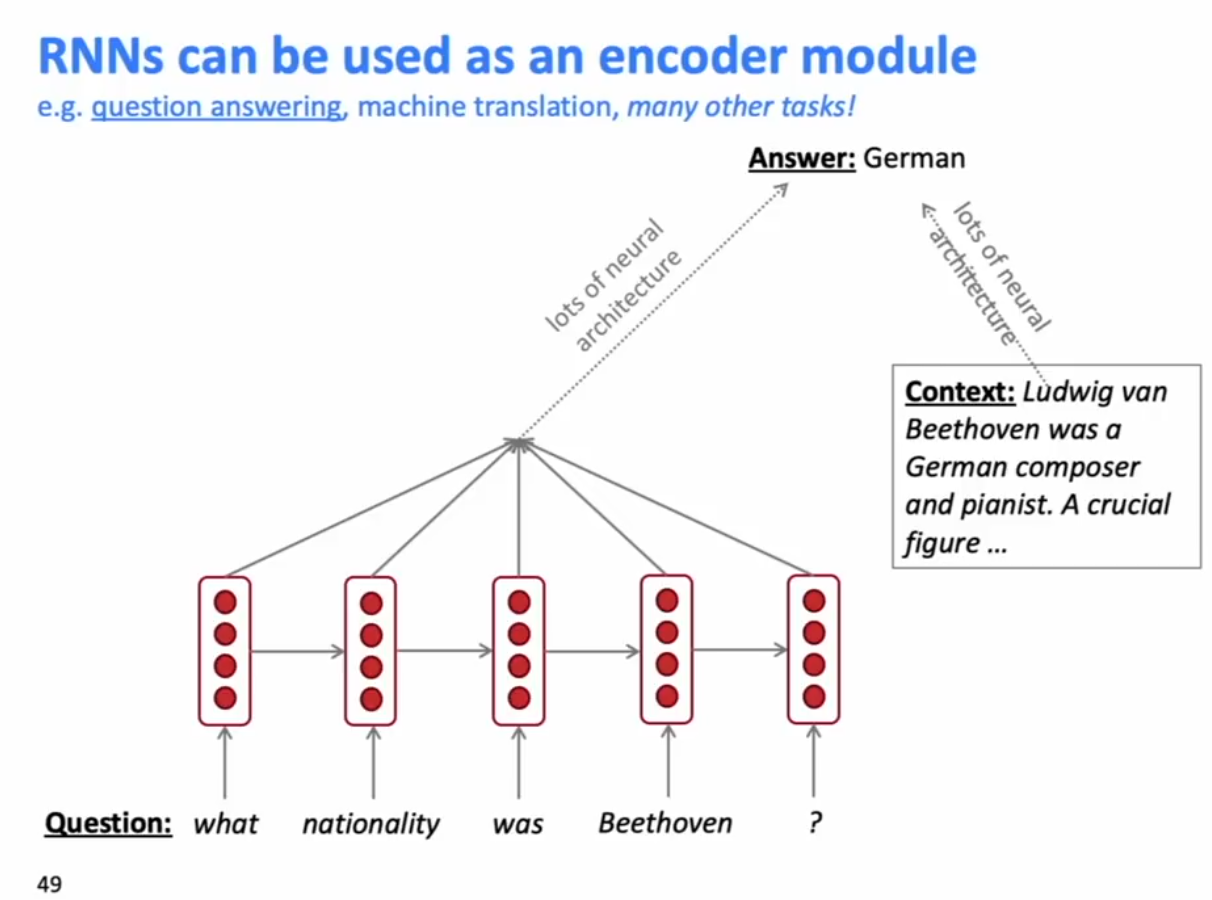 RNNs can be used as an encoder module
e.g. question answering, machine translation, many other tasks!
Answer: German
lots of neural
architecture
lots of neural
architecture
Context: Ludwig van
Beethoven was a
German composer
and pianist. A crucial
figure ...
Question: what nationality was Beethoven ?
49